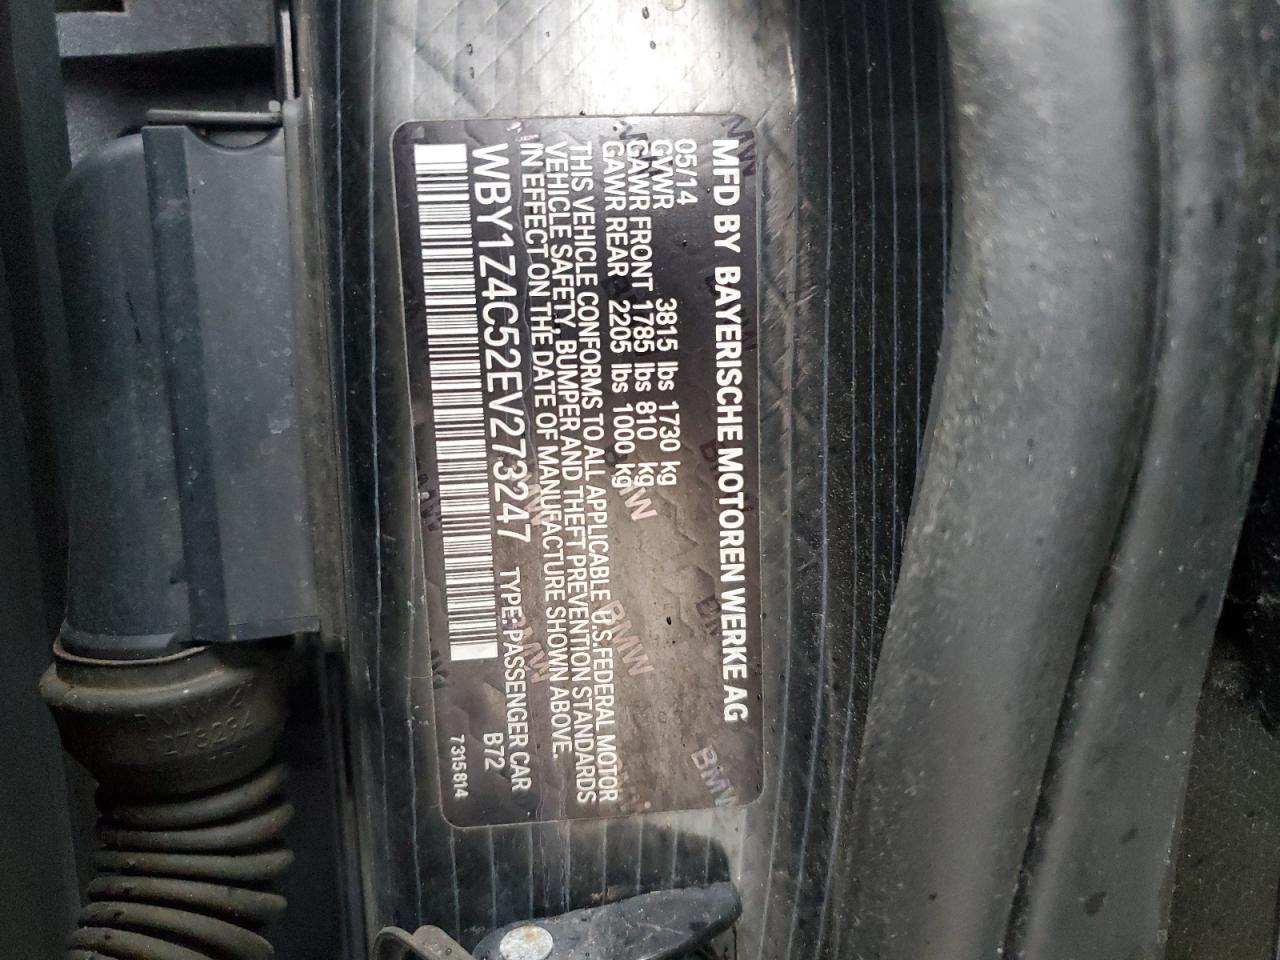 MFD BY BAYERISCHE MOTOREN WERKE AG
05/14
GVWR 3815 lbs 1730 kg
GAWR FRONT 1785 lbs 810 kg
GAWR REAR 2205 lbs 1000 kg
THIS VEHICLE CONFORMS TO ALL APPLICABLE U.S.FEDERAL MOTOR
VEHICLE SAFETY, BUMPER AND THEFT PREVENTION STANDARDS
IN EFFECT ON THE DATE OF MANUFACTURE SHOWN ABOVE.
WBY1Z4C52EV273247 TYPE: PASSENGER CAR
B72
7315814
BMW